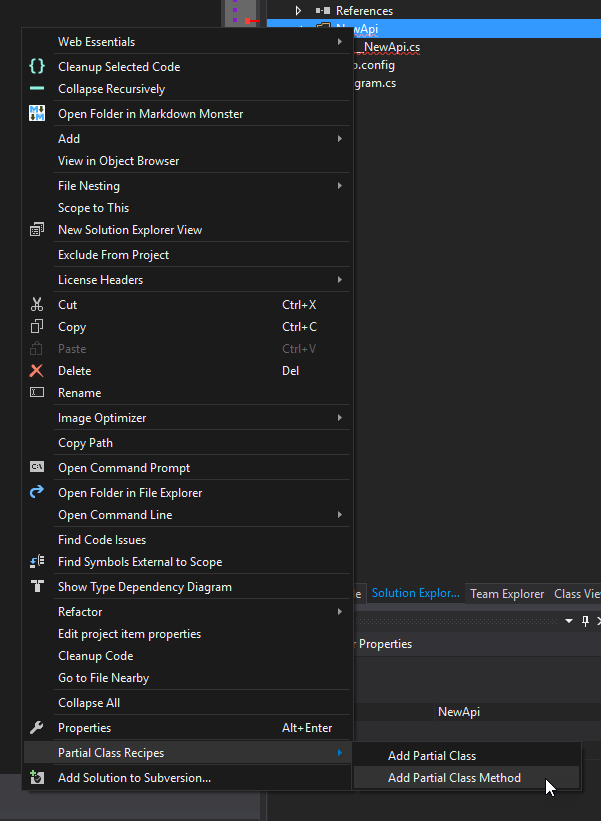 References
NewApi
Web Essentials
_NewApi.cs
Cleanup Selected Code
.config
Collapse Recursively
gram.cs
Open Folder in Markdown Monster
Add
View in Object Browser
File Nesting
Scope to This
New Solution Explorer View
Exclude From Project
License Headers
Cut Ctrl+X
Copy Ctrl+C
Paste Ctrl+V
Delete Del
Rename
Image Optimizer
Copy Path
Open Command Prompt
Open Folder in File Explorer
Open Command Line
Find Code Issues
Find Symbols External to Scope
Show Type Dependency Diagram
Solution Explor... Team Explorer Class Vie
Refactor
Edit project item properties
r Properties
Cleanup Code
Go to File Nearby
Collapse All
NewApi
Properties Alt+Enter
Partial Class Recipes
Add Partial Class
Add Solution to Subversion...
Add Partial Class Method